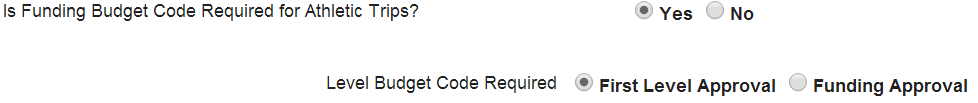 Is Funding Budget Code Required for Athletic Trips? Yes No
Level Budget Code Required First Level Approval Funding Approval